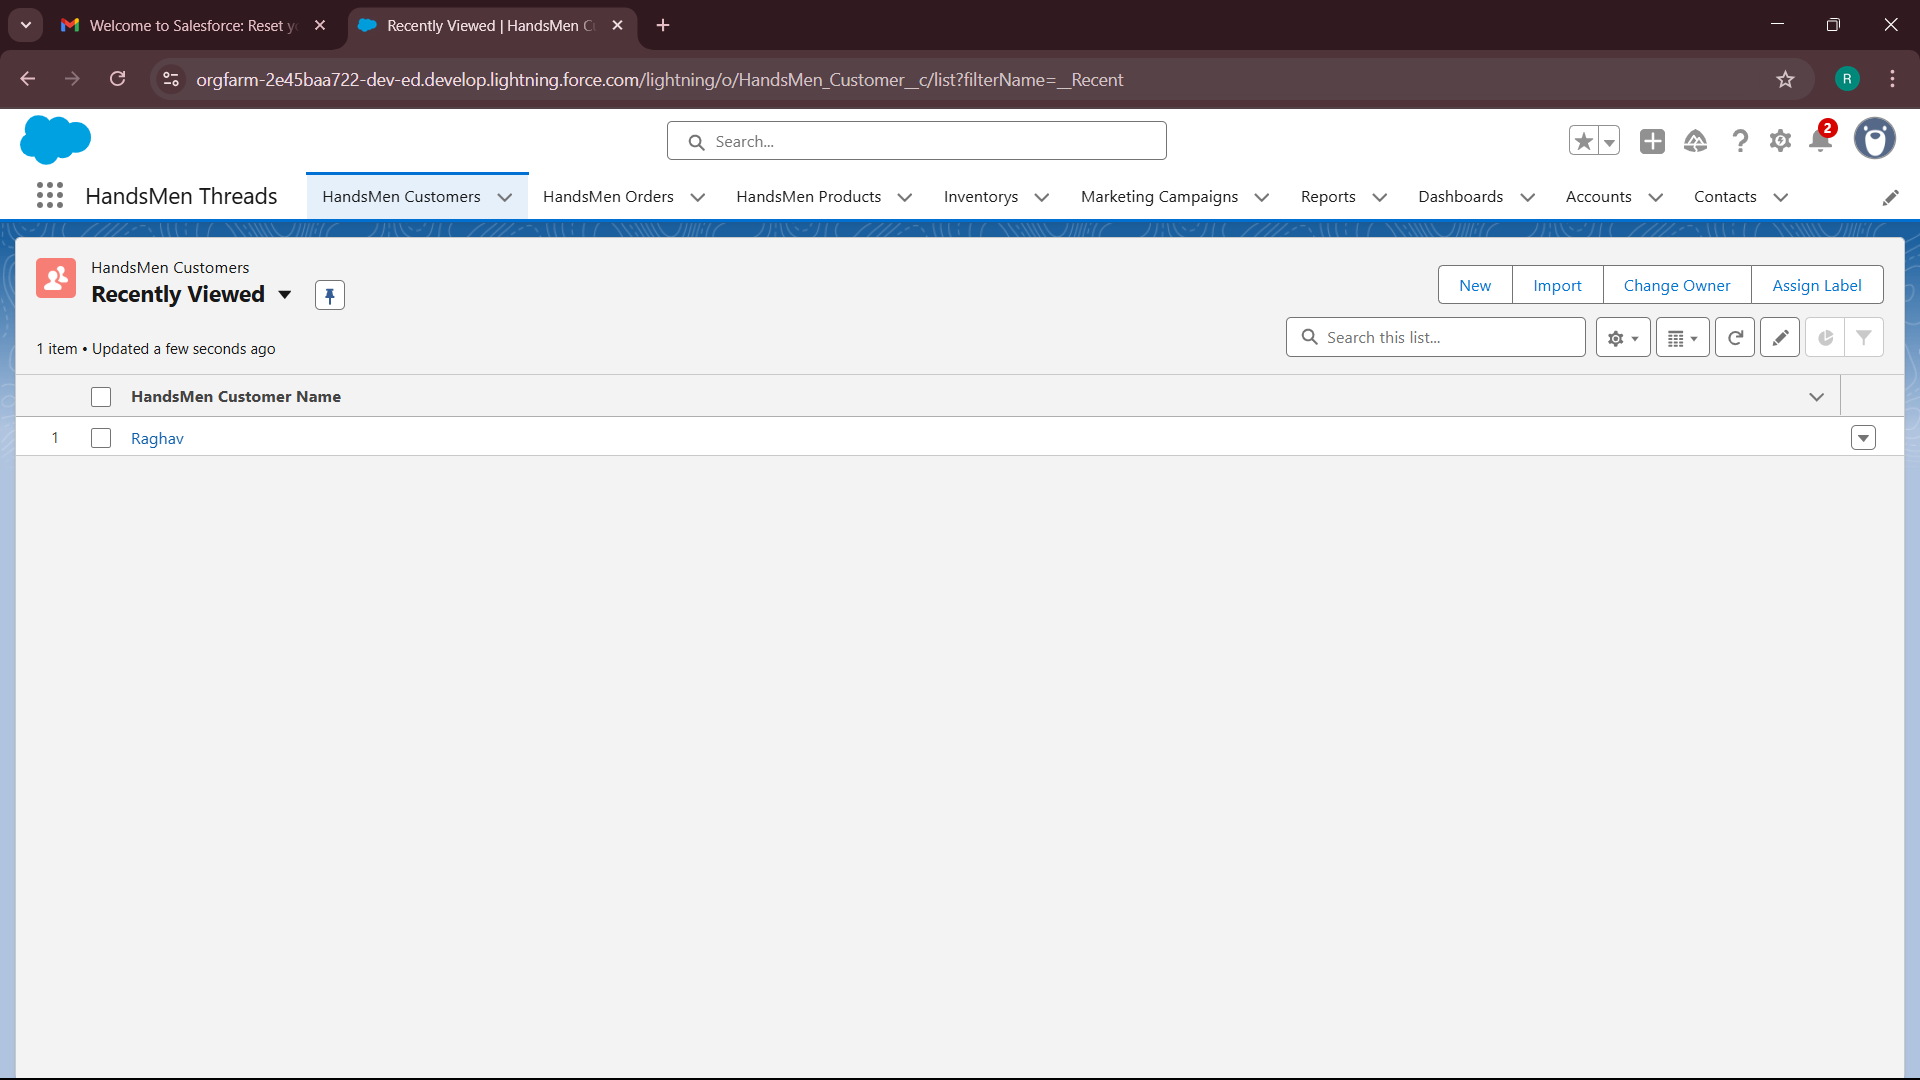 Welcome to Salesforce: Reset yo
Recently Viewed | HandsMen Cu
orgfarm-2e45baa722-dev-ed.develop.lightning.force.com/lightning/o/HandsMen_Customer__c/list?filterName=__Recent
R
Search...
2
HandsMen Threads
HandsMen Customers
HandsMen Orders
HandsMen Products
Inventorys
Marketing Campaigns
Reports
Dashboards
Accounts
Contacts
HandsMen Customers
Recently Viewed
New
Import
Change Owner
Assign Label
1 item • Updated a few seconds ago
Search this list...
HandsMen Customer Name
1
Raghav